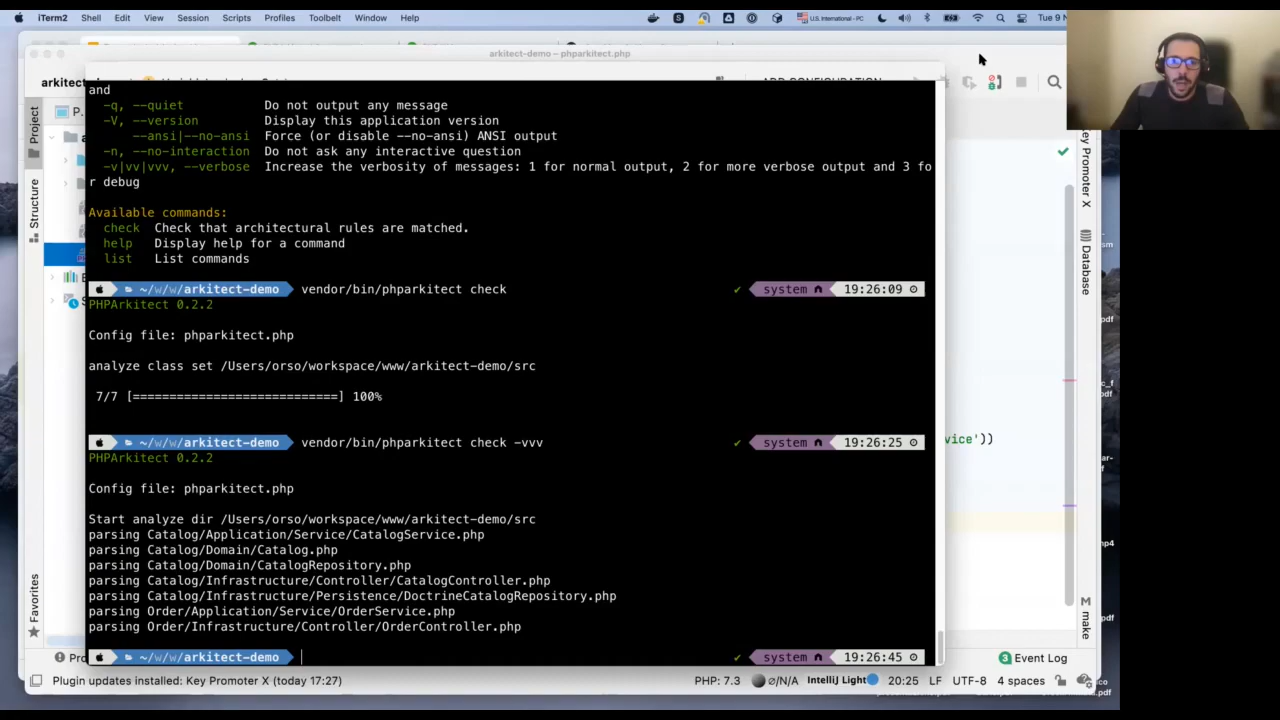 iTerm2 Shell Edit View Session Scripts Profiles Toolbelt Window Help
U.S. International - PC
Tue 9 N
arkitect-demo – phparkitect.php
arkitect
ADD CONFIGURATION
Project
P.
Structure
Favorites
Key Promoter X
Database
make
and
-q, --quiet Do not output any message
-V, --version Display this application version
--ansi|--no-ansi Force (or disable --no-ansi) ANSI output
-n, --no-interaction Do not ask any interactive question
-v|vv|vvv, --verbose Increase the verbosity of messages: 1 for normal output, 2 for more verbose output and 3 fo
r debug
Available commands:
check Check that architectural rules are matched.
help Display help for a command
list List commands
~/w/w/arkitect-demo vendor/bin/phparkitect check ✔ system 19:26:09
PHPArkitect 0.2.2
Config file: phparkitect.php
analyze class set /Users/orso/workspace/www/arkitect-demo/src
7/7 [============================] 100%
~/w/w/arkitect-demo vendor/bin/phparkitect check -vvv ✔ system 19:26:25
PHPArkitect 0.2.2
Config file: phparkitect.php
vice'))
Start analyze dir /Users/orso/workspace/www/arkitect-demo/src
parsing Catalog/Application/Service/CatalogService.php
parsing Catalog/Domain/Catalog.php
parsing Catalog/Domain/CatalogRepository.php
parsing Catalog/Infrastructure/Controller/CatalogController.php
parsing Catalog/Infrastructure/Persistence/DoctrineCatalogRepository.php
parsing Order/Application/Service/OrderService.php
parsing Order/Infrastructure/Controller/OrderController.php
~/w/w/arkitect-demo ✔ system 19:26:45
Pro
3 Event Log
Plugin updates installed: Key Promoter X (today 17:27) PHP: 7.3 ∅/N/A IntelliJ Light 20:25 LF UTF-8 4 spaces